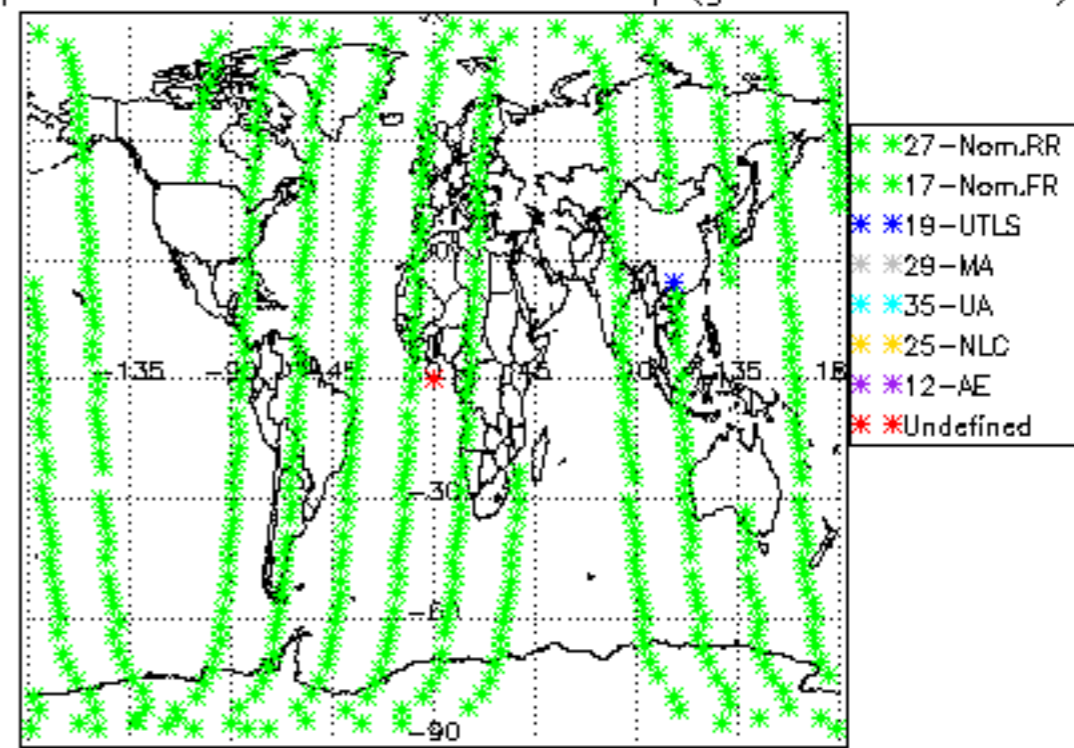 -135
-45
45
135
-30
-60
-90
27-Nom.RR
17-Nom.FR
19-UTLS
29-MA
35-UA
25-NLC
12-AE
Undefined